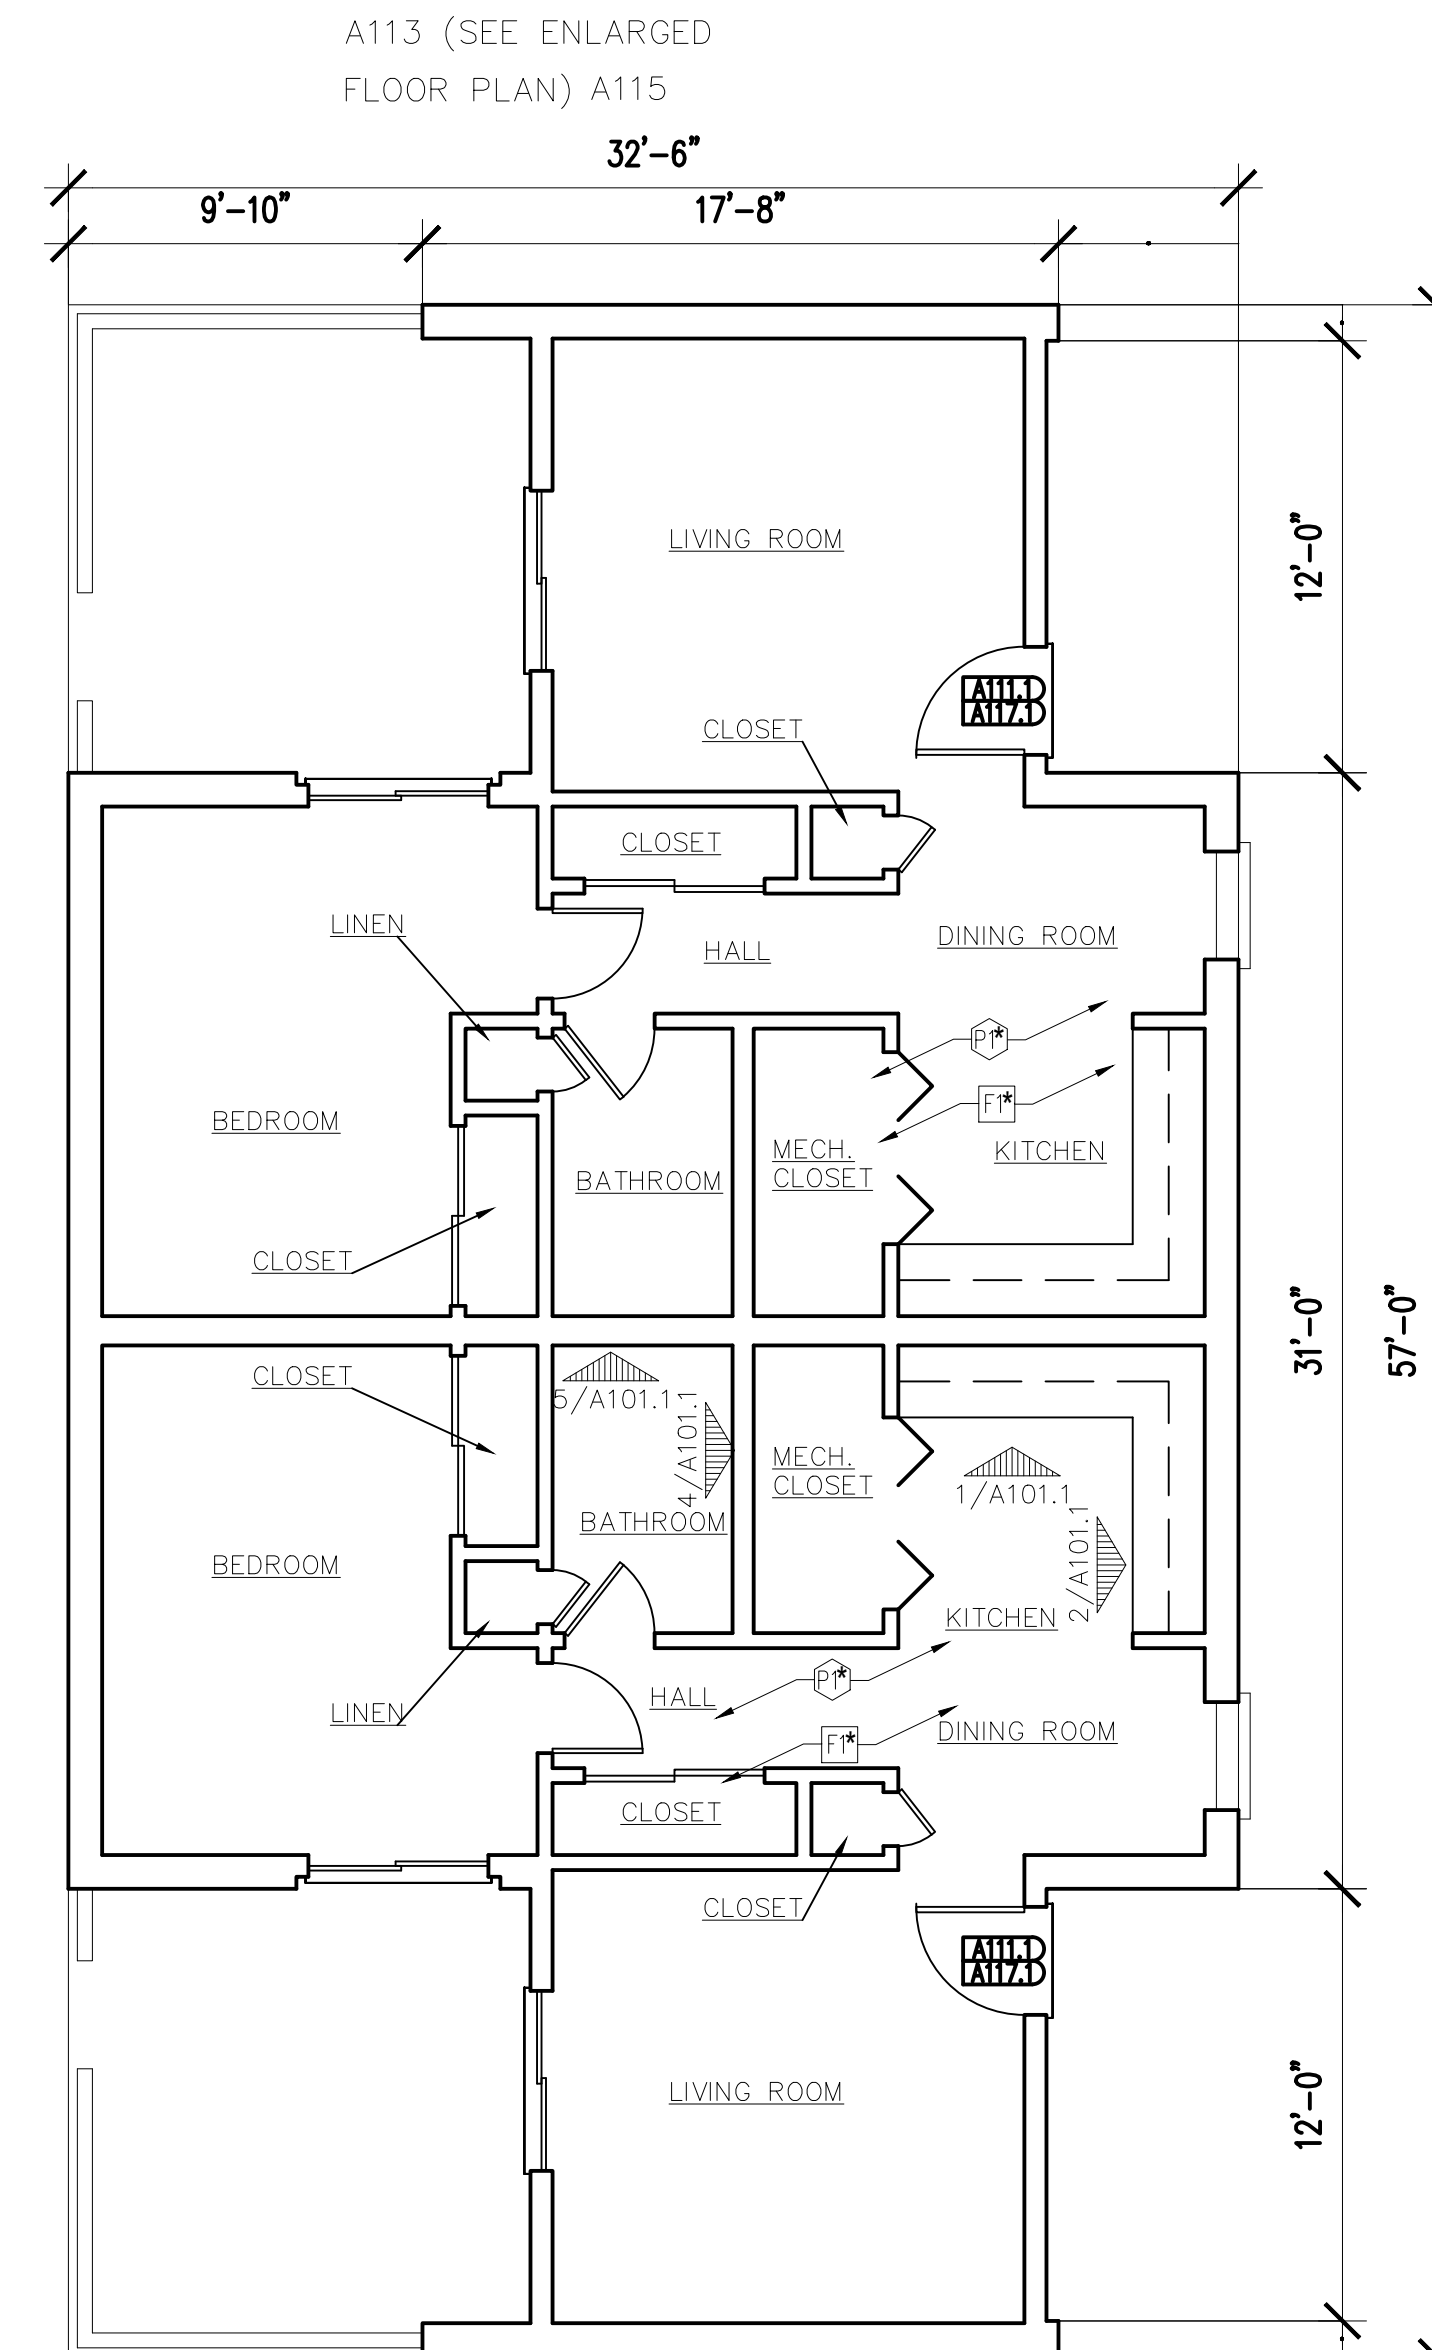 A113 (SEE ENLARGED
FLOOR PLAN) A115
32'-6"
9'-10"
17'-8"
12'-0"
LIVING ROOM
A111.1
A117.1
CLOSET
CLOSET
LINEN
HALL
DINING ROOM
P1*
F1*
BEDROOM
MECH.
CLOSET
KITCHEN
BATHROOM
CLOSET
31'-0"
57'-0"
CLOSET
5/A101.1
4/A101.1
MECH.
CLOSET
1/A101.1
2/A101.1
BATHROOM
BEDROOM
KITCHEN
P1*
HALL
LINEN
F1*
DINING ROOM
CLOSET
CLOSET
A111.1
A117.1
LIVING ROOM
12'-0"